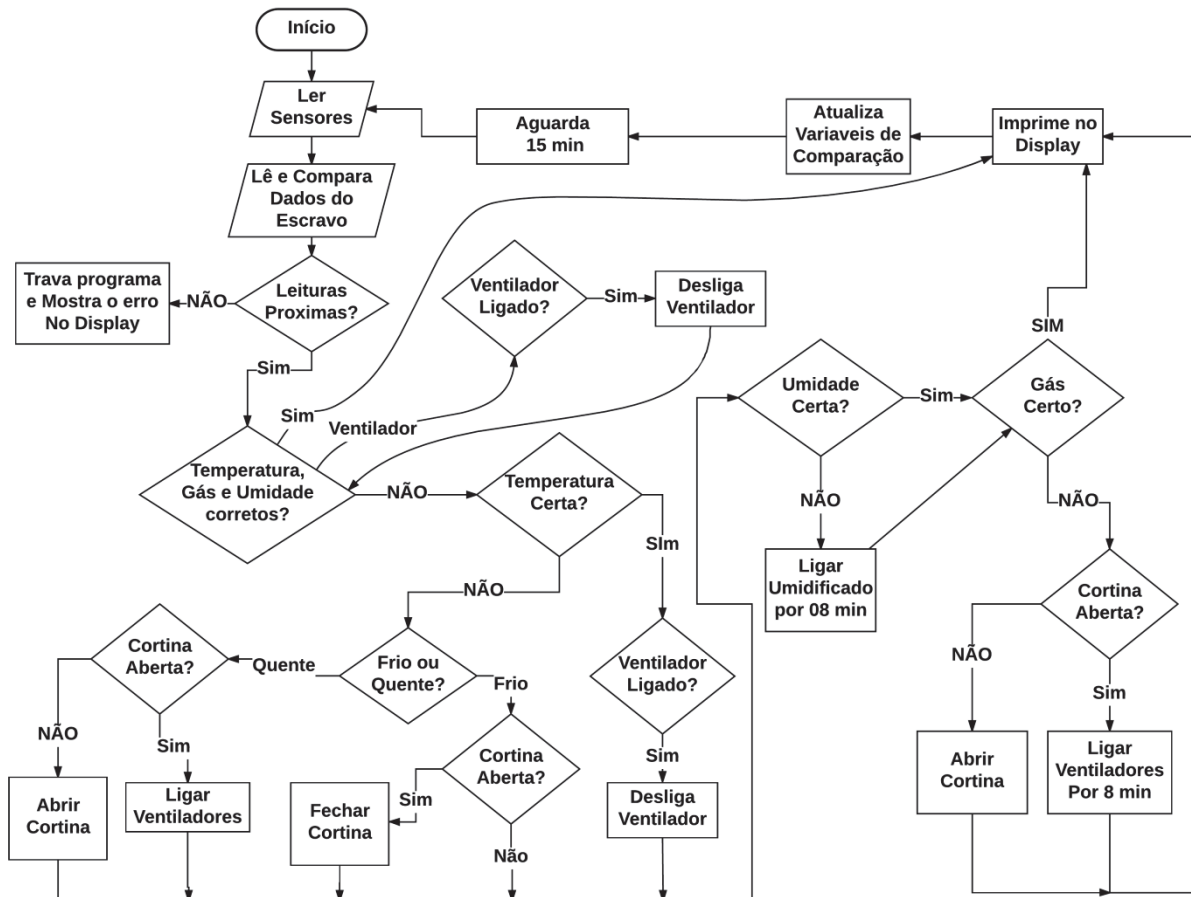 Início
Ler
Sensores
Aguarda
15 min
Atualiza
Variaveis de
Comparação
Imprime no
Display
Lê e Compara
Dados do
Escravo
Trava programa
e Mostra o erro
No Display
NÃO
Leituras
Proximas?
Ventilador
Ligado?
Sim
Desliga
Ventilador
Sim
Sim
Ventilador
SIM
Umidade
Certa?
Sim
Gás
Certo?
Temperatura,
Gás e Umidade
corretos?
NÃO
Temperatura
Certa?
SIm
NÃO
NÃO
Ligar
Umidificado
por 08 min
NÃO
Cortina
Aberta?
Quente
Frio ou
Quente?
Frio
Ventilador
Ligado?
Cortina
Aberta?
NÃO
Sim
NÃO
Sim
Cortina
Aberta?
Sim
Abrir
Cortina
Ligar
Ventiladores
Fechar
Cortina
Sim
Não
Desliga
Ventilador
Abrir
Cortina
Ligar
Ventiladores
Por 8 min